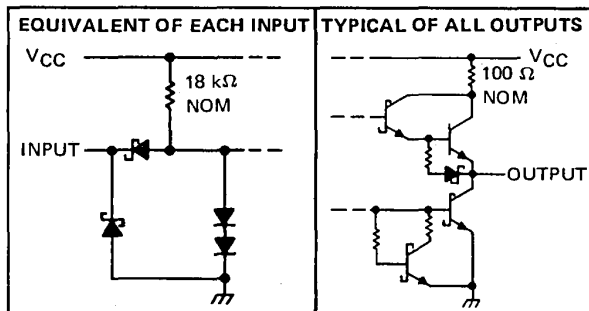 EQUIVALENT OF EACH INPUT
VCC
18 kΩ
NOM
INPUT
TYPICAL OF ALL OUTPUTS
VCC
100 Ω
NOM
OUTPUT